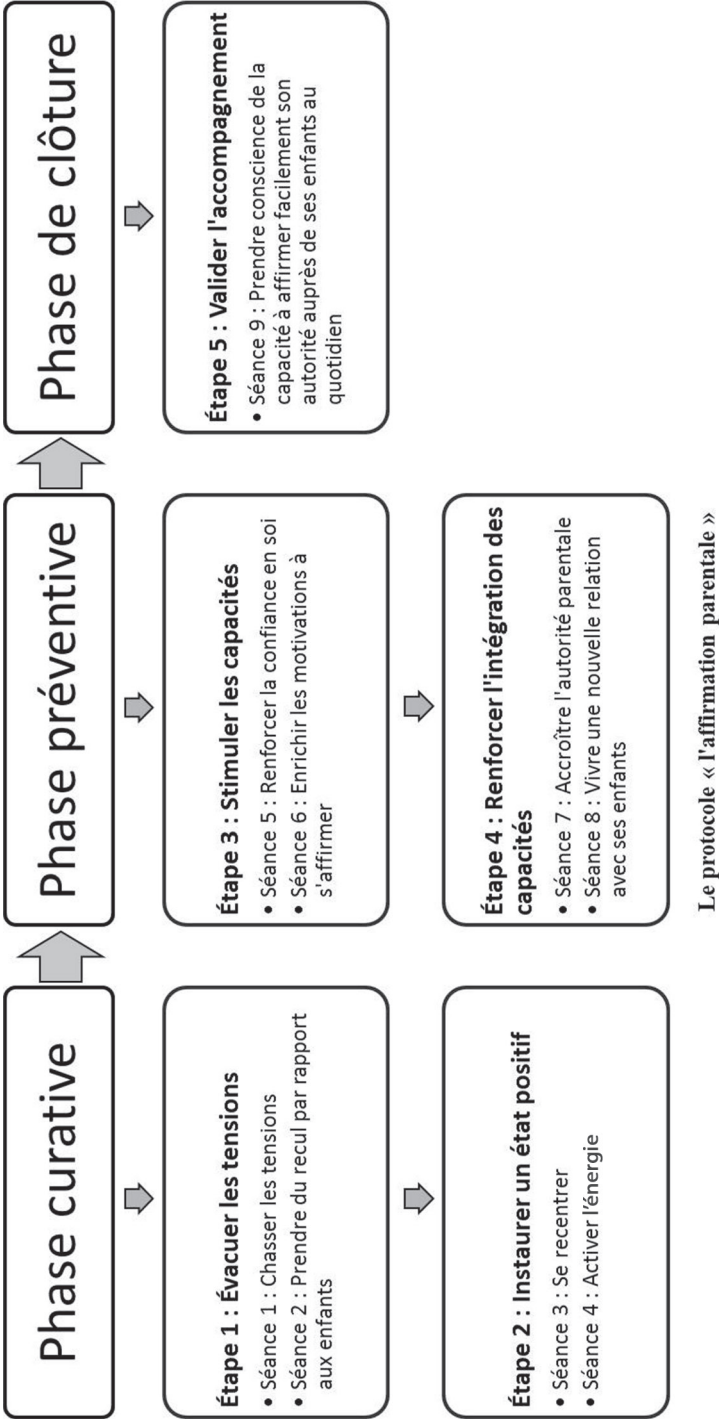 Phase curative
Étape 1 : Évacuer les tensions
• Séance 1 : Chasser les tensions
• Séance 2 : Prendre du recul par rapport
aux enfants
Étape 2 : Instaurer un état positif
• Séance 3 : Se recentrer
• Séance 4 : Activer l'énergie
Phase préventive
Étape 3 : Stimuler les capacités
• Séance 5 : Renforcer la confiance en soi
• Séance 6 : Enrichir les motivations à
s'affirmer
Étape 4 : Renforcer l'intégration des
capacités
• Séance 7 : Accroître l'autorité parentale
• Séance 8 : Vivre une nouvelle relation
avec ses enfants
Phase de clôture
Étape 5 : Valider l'accompagnement
• Séance 9 : Prendre conscience de la
capacité à affirmer facilement son
autorité auprès de ses enfants au
quotidien
Le protocole « l'affirmation parentale »